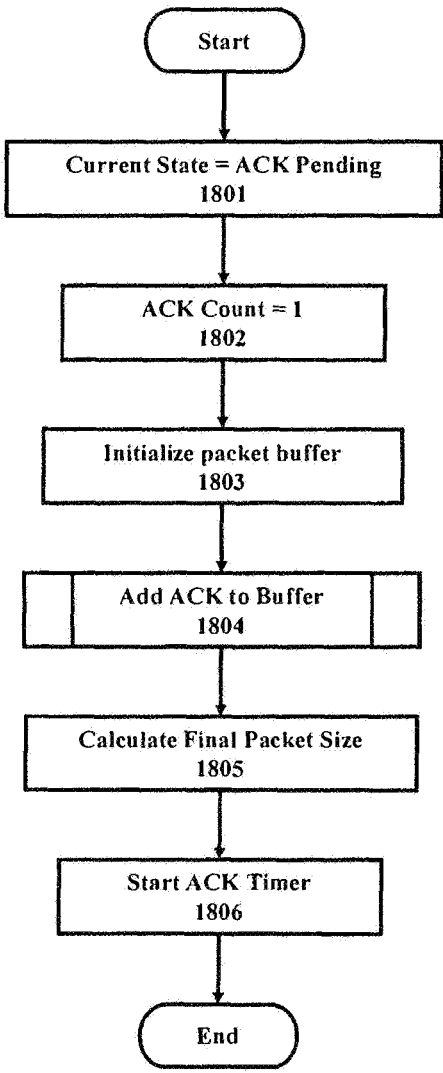 Start
Current State = ACK Pending
1801
ACK Count = 1
1802
Initialize packet buffer
1803
Add ACK to Buffer
1804
Calculate Final Packet Size
1805
Start ACK Timer
1806
End